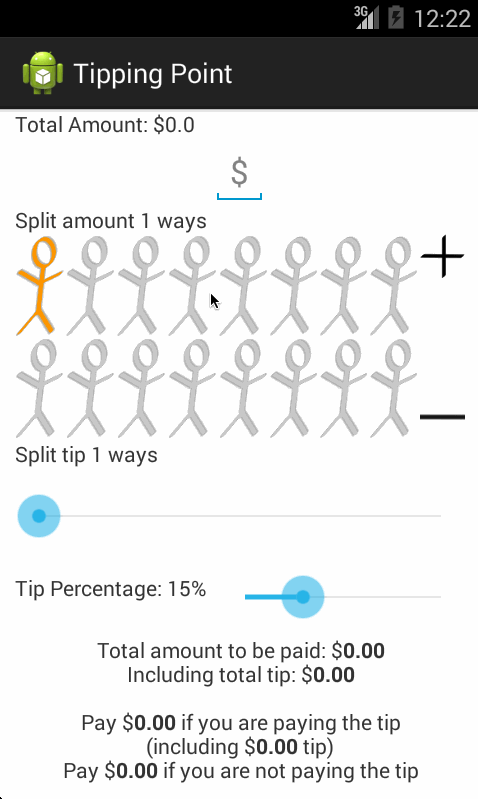 3G 12:22
Tipping Point
Total Amount: $0.0
$
Split amount 1 ways
Split tip 1 ways
Tip Percentage: 15%
Total amount to be paid: $0.00
Including total tip: $0.00
Pay $0.00 if you are paying the tip
(including $0.00 tip)
Pay $0.00 if you are not paying the tip